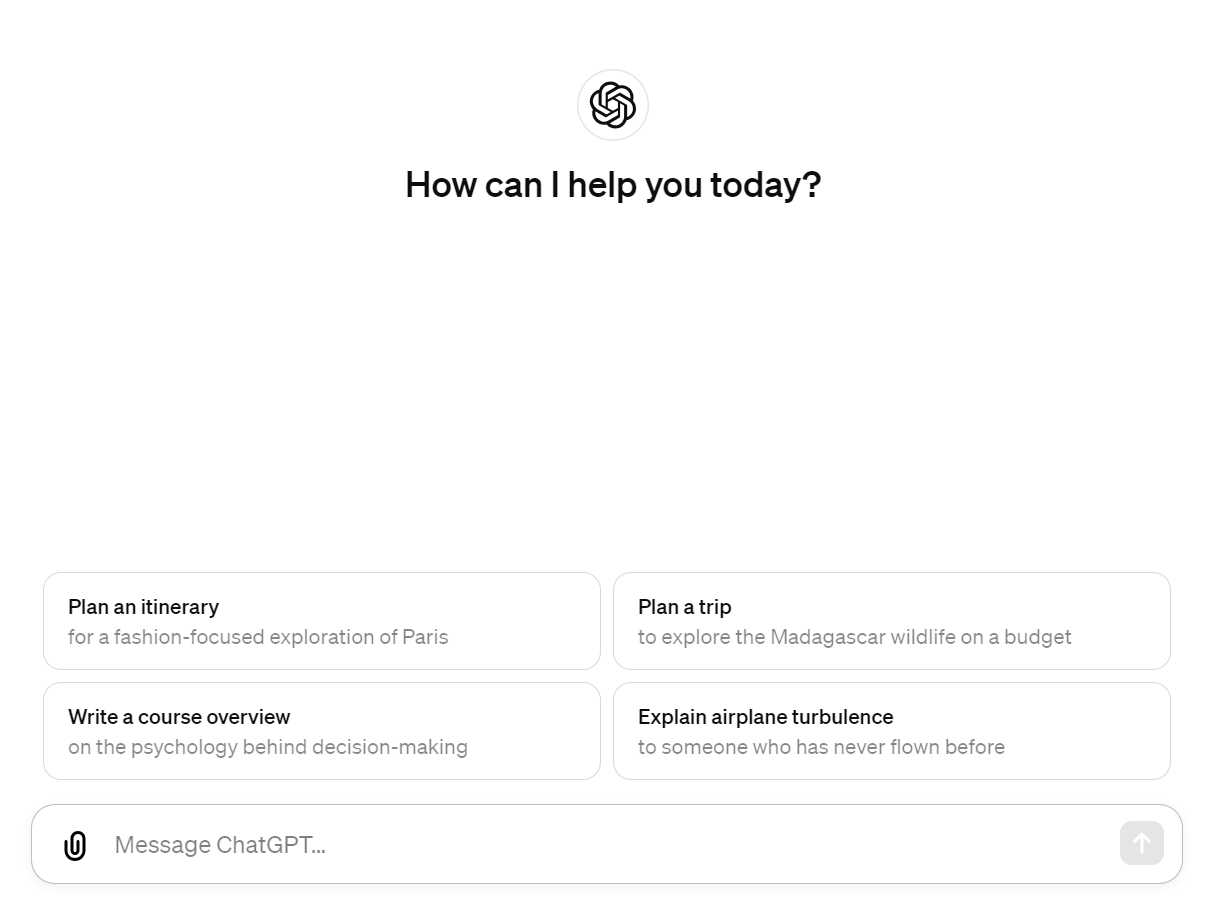 How can I help you today?
Plan an itinerary
for a fashion-focused exploration of Paris
Plan a trip
to explore the Madagascar wildlife on a budget
Write a course overview
on the psychology behind decision-making
Explain airplane turbulence
to someone who has never flown before
Message ChatGPT...